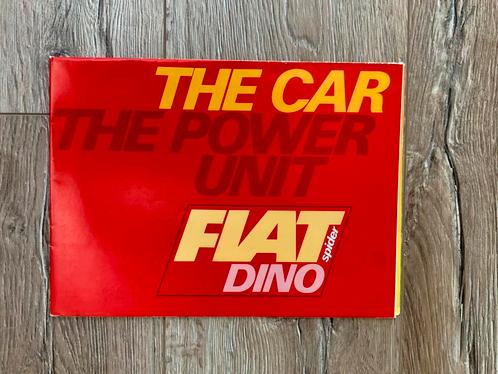 THE CAR
THE POWER
UNIT
FIAT
spider
DINO